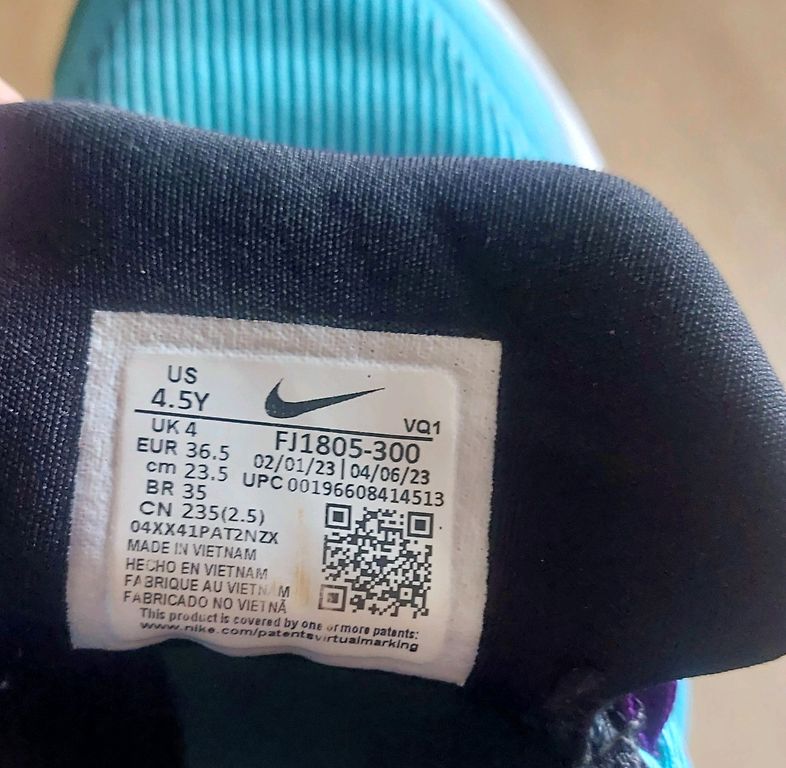 US
4.5Y
VQ1
UK 4
FJ1805-300
EUR 36.5
02/01/23 | 04/06/23
cm 23.5
UPC 00196608414513
BR 35
CN 235(2.5)
04XX41PAT2NZX
MADE IN VIETNAM
HECHO EN VIETNAM
FABRIQUE AU VIETNAM
FABRICADO NO VIETNÃ
This product is covered by one or more patents:
www.nike.com/patentsvirtualmarking